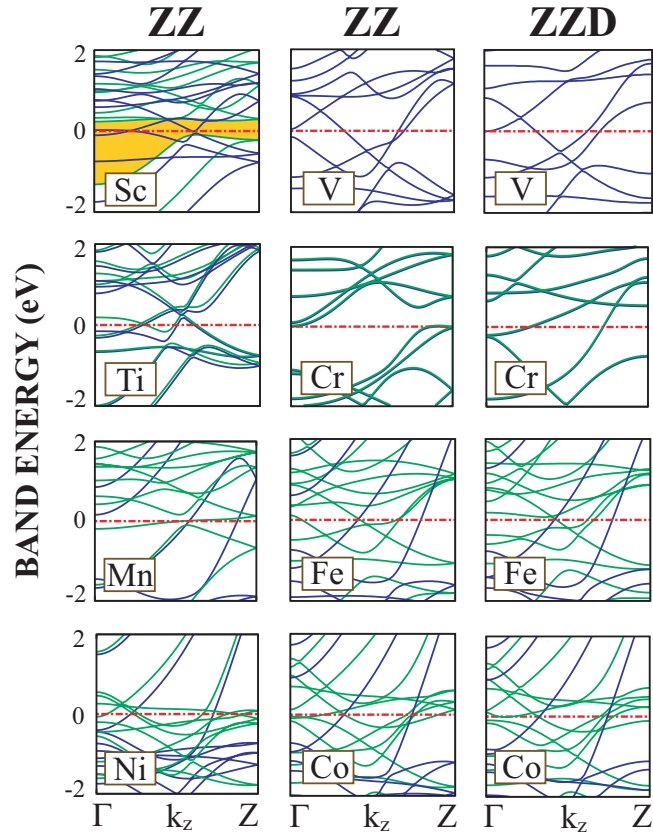 ZZ ZZ ZZD
2
0
-2
Sc V V
2
0
-2
Ti Cr Cr
BAND ENERGY (eV)
2
0
-2
Mn Fe Fe
2
0
-2
Ni Co Co
Γ k_z Z Γ k_z Z Γ k_z Z